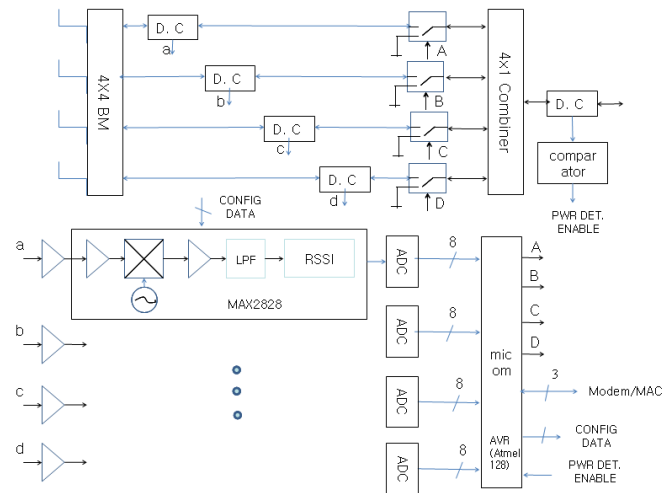 4X4 BM
D. C
a
D. C
b
D. C
c
D. C
d
A
B
C
D
4x1 Combiner
D. C
compar
ator
PWR DET.
ENABLE
CONFIG
DATA
a
LPF
RSSI
MAX2828
b
c
d
ADC
8
ADC
8
ADC
8
ADC
8
mic
om
AVR
(Atmel
128)
A
B
C
D
3
Modem/MAC
CONFIG
DATA
PWR DET.
ENABLE